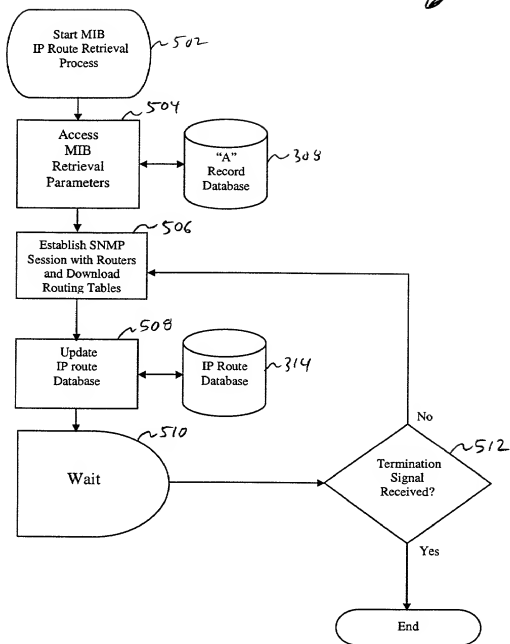 Start MIB
IP Route Retrieval
Process
502
504
Access
MIB
Retrieval
Parameters
"A"
Record
Database
308
506
Establish SNMP
Session with Routers
and Download
Routing Tables
508
Update
IP route
Database
IP Route
Database
314
510
Wait
No
512
Termination
Signal
Received?
Yes
End